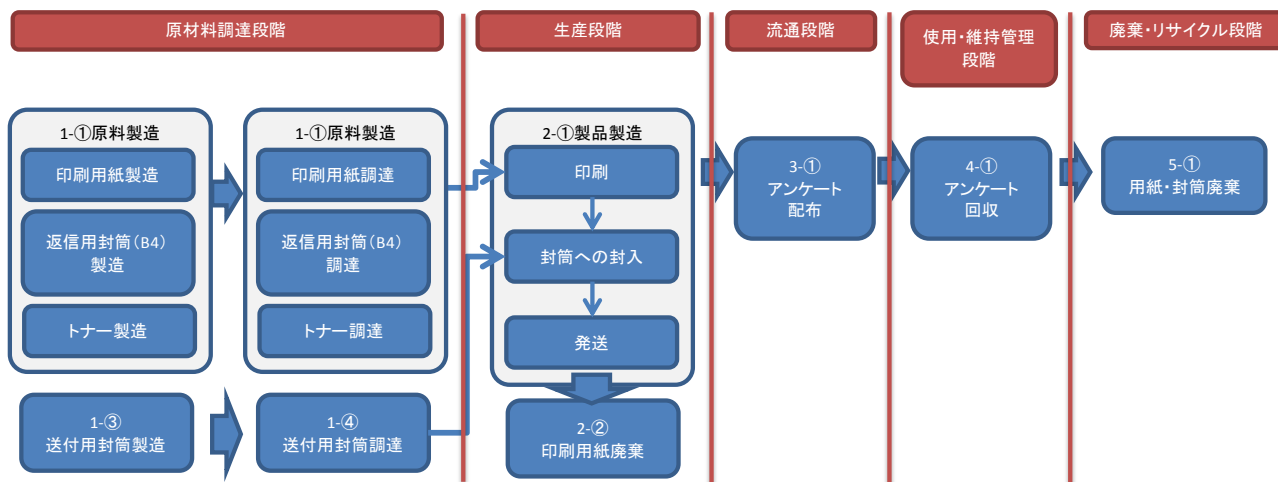 原材料調達段階
生産段階
流通段階
使用・維持管理
段階
廃棄・リサイクル段階
1-①原料製造
印刷用紙製造
返信用封筒(B4)
製造
トナー製造
1-①原料製造
印刷用紙調達
返信用封筒(B4)
調達
トナー調達
2-①製品製造
印刷
封筒への封入
発送
3-①
アンケート
配布
4-①
アンケート
回収
5-①
用紙・封筒廃棄
1-③
送付用封筒製造
1-④
送付用封筒調達
2-②
印刷用紙廃棄